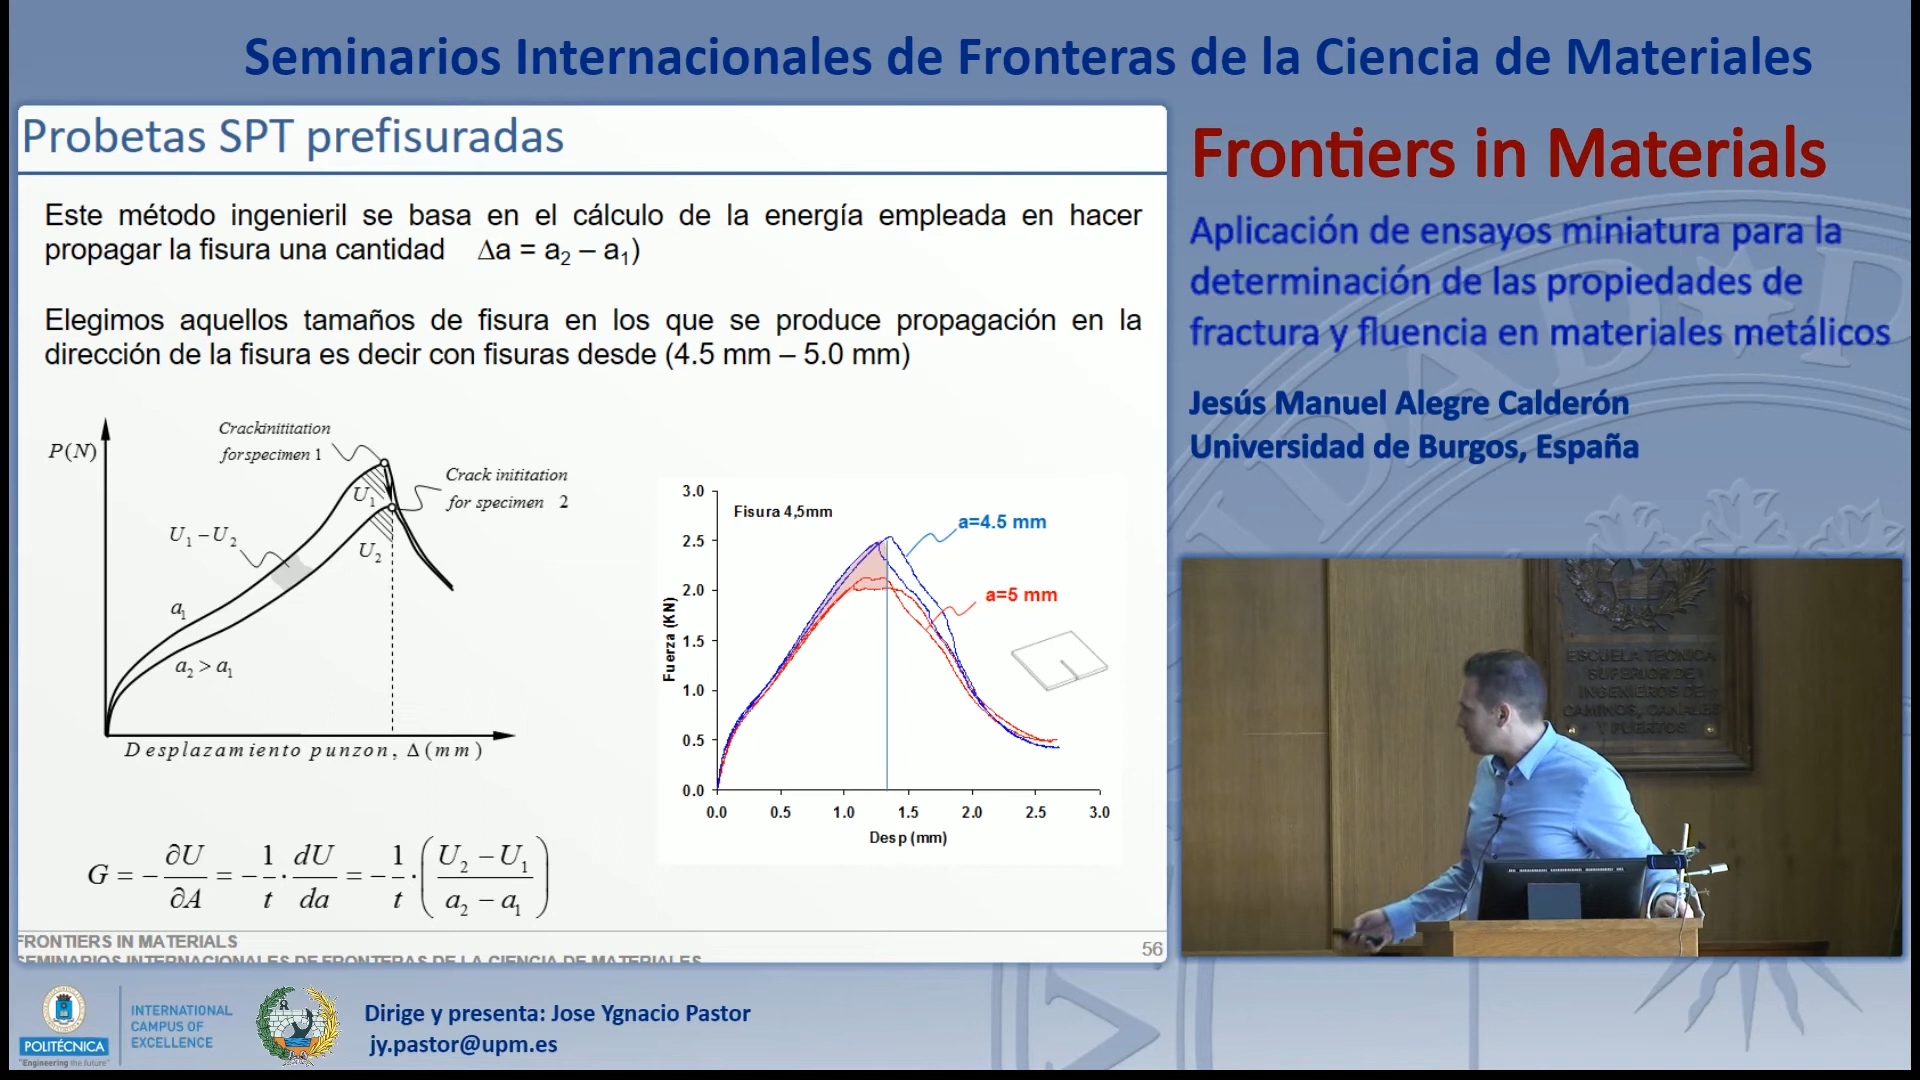 Seminarios Internacionales de Fronteras de la Ciencia de Materiales
Probetas SPT prefisuradas
Este método ingenieril se basa en el cálculo de la energía empleada en hacer
propagar la fisura una cantidad Δa = a2 – a1)
Elegimos aquellos tamaños de fisura en los que se produce propagación en la
dirección de la fisura es decir con fisuras desde (4.5 mm – 5.0 mm)
P(N)
Crackinititation
forspecimen 1
Crack inititation
for specimen 2
U1
U1 – U2
U2
a1
a2 > a1
Desplazamiento punzon, Δ (mm)
G = – ∂U/∂A = – 1/t · dU/da = – 1/t · ( U2 – U1 / a2 – a1 )
Fisura 4,5mm
a=4.5 mm
a=5 mm
Fuerza (KN)
3.0
2.5
2.0
1.5
1.0
0.5
0.0
0.0 0.5 1.0 1.5 2.0 2.5 3.0
Desp (mm)
FRONTIERS IN MATERIALS
SEMINARIOS INTERNACIONALES DE FRONTERAS DE LA CIENCIA DE MATERIALES
56
Frontiers in Materials
Aplicación de ensayos miniatura para la
determinación de las propiedades de
fractura y fluencia en materiales metálicos
Jesús Manuel Alegre Calderón
Universidad de Burgos, España
ESCUELA TECNICA
SUPERIOR DE
INGENIEROS DE
CAMINOS, CANALES
Y PUERTOS
POLITÉCNICA
"Engineering the future"
INTERNATIONAL
CAMPUS OF
EXCELLENCE
Dirige y presenta: Jose Ygnacio Pastor
jy.pastor@upm.es